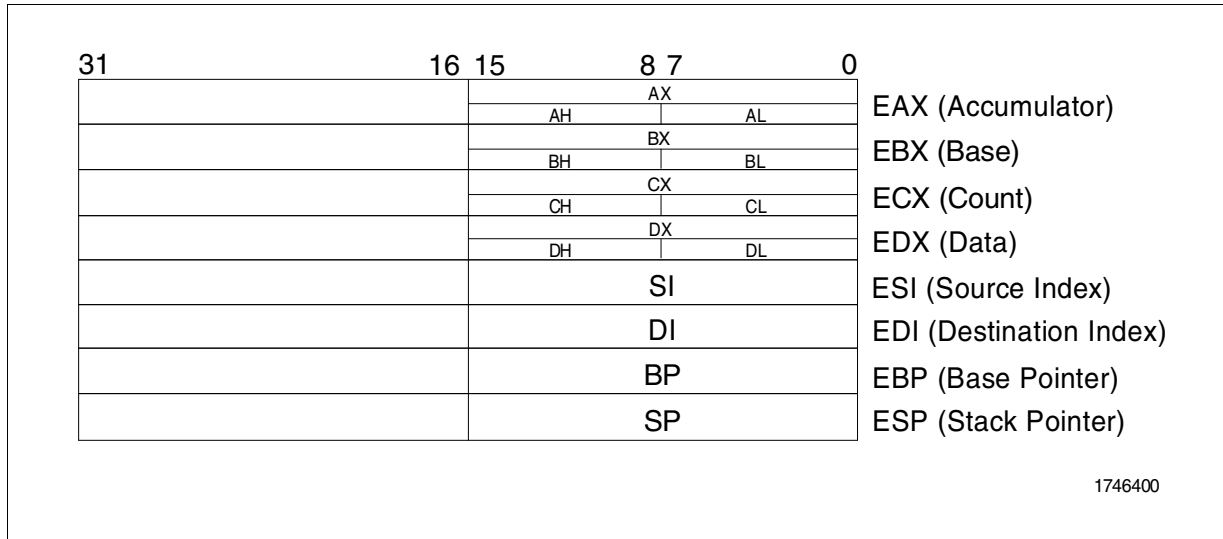 31 16 15 8 7 0
AX
AH AL EAX (Accumulator)
BX
BH BL EBX (Base)
CX
CH CL ECX (Count)
DX
DH DL EDX (Data)
SI ESI (Source Index)
DI EDI (Destination Index)
BP EBP (Base Pointer)
SP ESP (Stack Pointer)
1746400